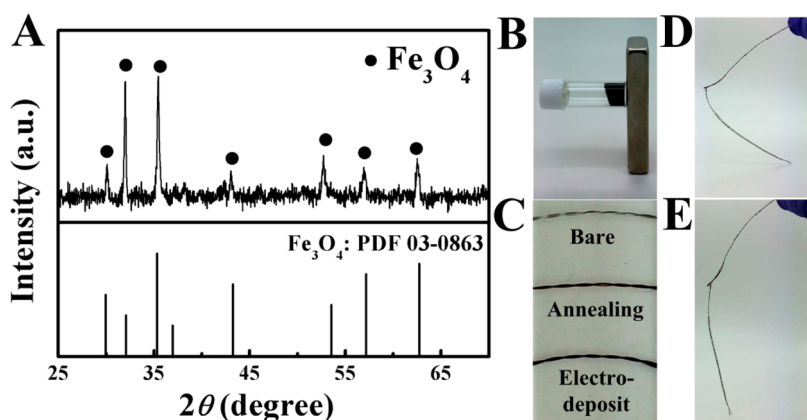 A
Intensity (a.u.)
● Fe₃O₄
Fe₃O₄: PDF 03-0863
25 35 45 55 65
2θ (degree)
B
C
Bare
Annealing
Electro-
deposit
D
E